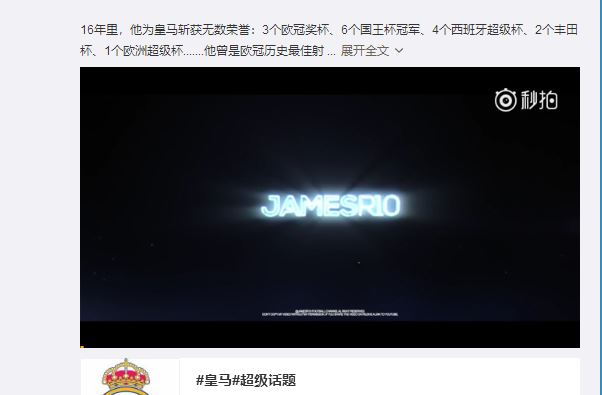 16年里，他为皇马斩获无数荣誉：3个欧冠奖杯、6个国王杯冠军、4个西班牙超级杯、2个丰田
杯、1个欧洲超级杯.......他曾是欧冠历史最佳射 ... 展开全文
秒拍
JAMESR10
#皇马#超级话题